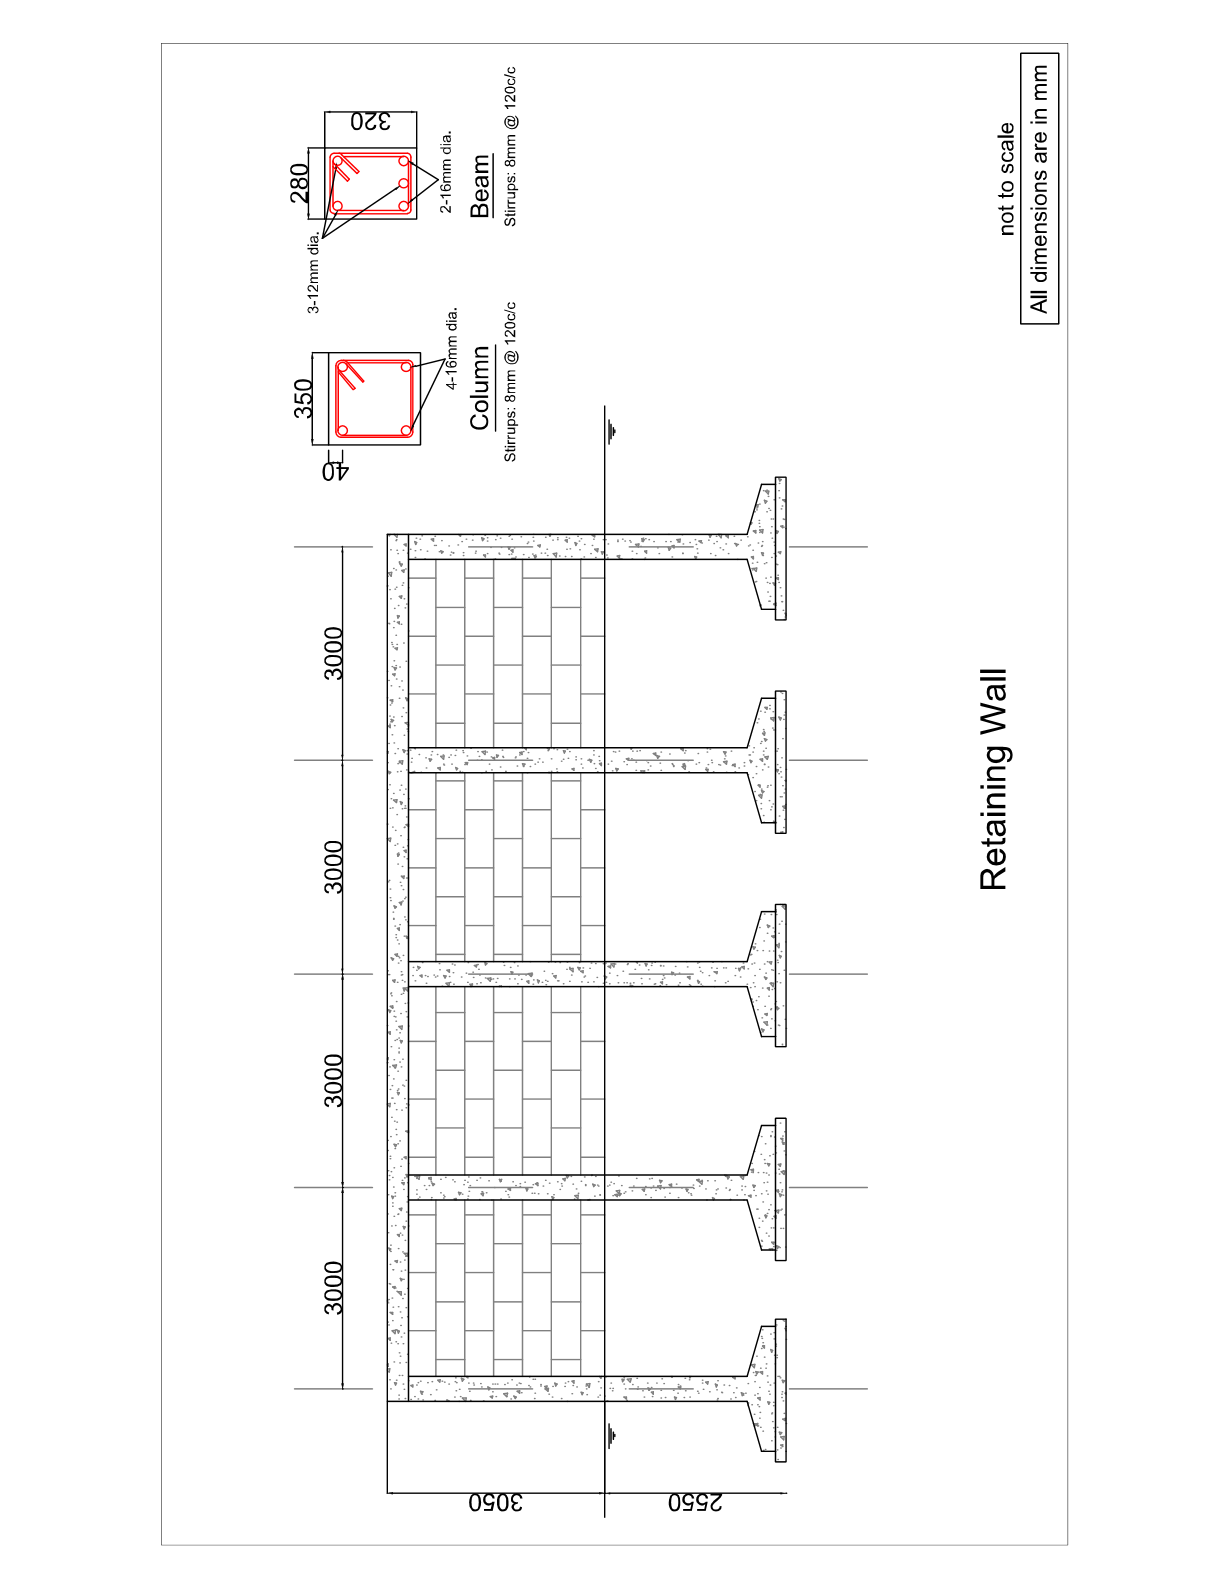 3000
3000
3000
3000
3050
2550
350
40
4-16mm dia.
Column
Stirrups: 8mm @ 120c/c
280
320
3-12mm dia.
2-16mm dia.
Beam
Stirrups: 8mm @ 120c/c
Retaining Wall
not to scale
All dimensions are in mm